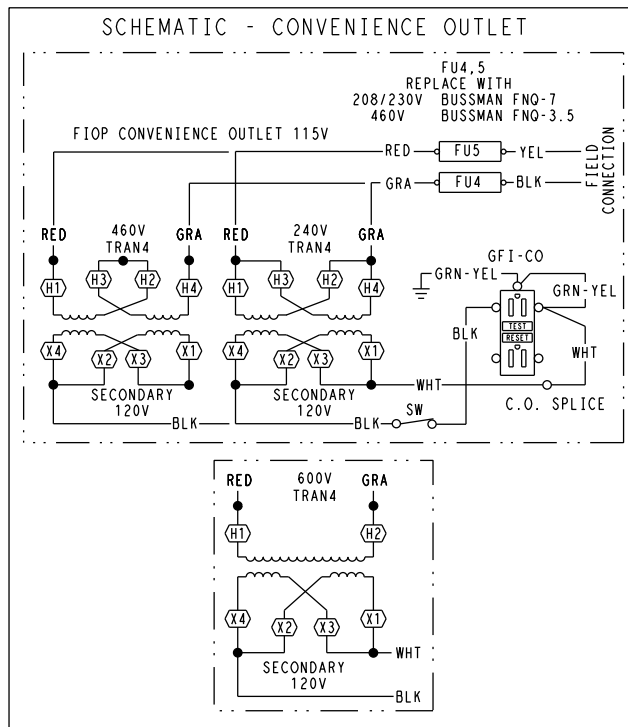 SCHEMATIC - CONVENIENCE OUTLET
FU4,5
REPLACE WITH
208/230V BUSSMAN FNQ-7
460V BUSSMAN FNQ-3.5
FIOP CONVENIENCE OUTLET 115V
RED FU5 YEL
GRA FU4 BLK
FIELD
CONNECTION
RED 460V TRAN4 GRA
RED 240V TRAN4 GRA
H1 H3 H2 H4
H1 H3 H2 H4
X4 X2 X3 X1
X4 X2 X3 X1
SECONDARY
120V
SECONDARY
120V
BLK
BLK
SW
WHT
GFI-CO
GRN-YEL
GRN-YEL
BLK
TEST
RESET
WHT
C.O. SPLICE
RED 600V GRA
TRAN4
H1 H2
X4 X2 X3 X1
WHT
SECONDARY
120V
BLK